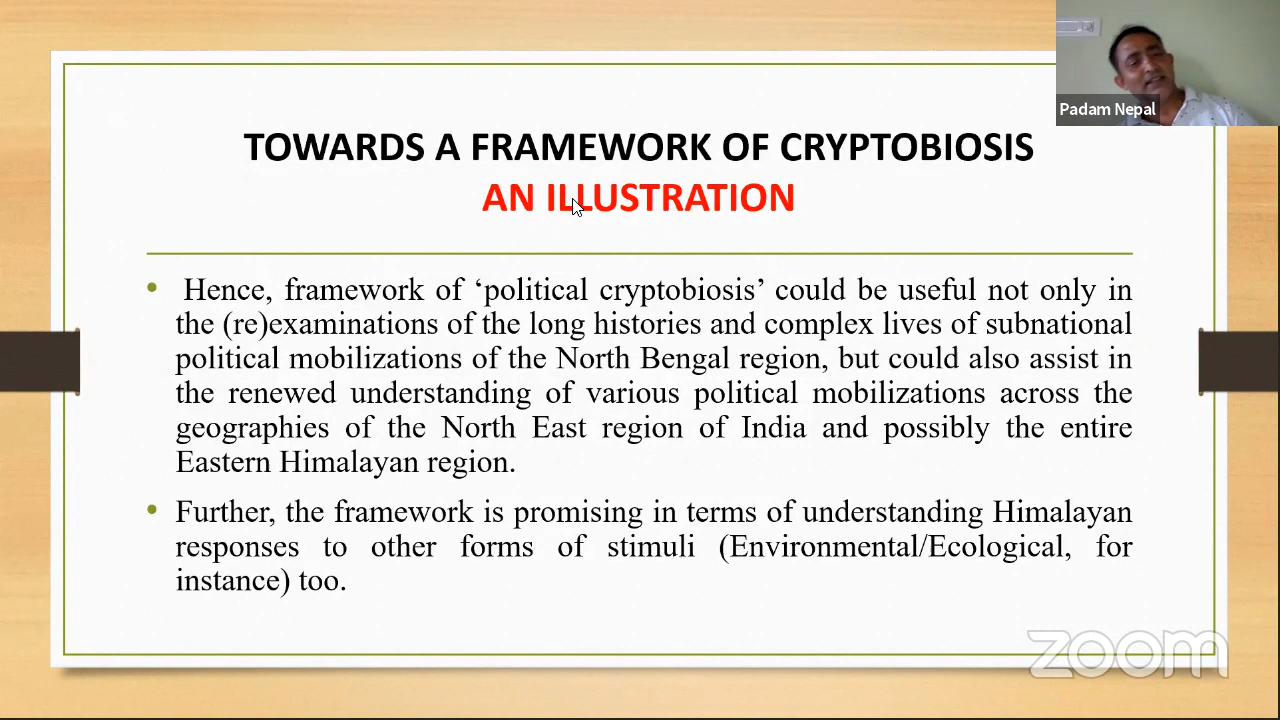 Padam Nepal
TOWARDS A FRAMEWORK OF CRYPTOBIOSIS
AN ILLUSTRATION
• Hence, framework of ‘political cryptobiosis’ could be useful not only in
the (re)examinations of the long histories and complex lives of subnational
political mobilizations of the North Bengal region, but could also assist in
the renewed understanding of various political mobilizations across the
geographies of the North East region of India and possibly the entire
Eastern Himalayan region.
• Further, the framework is promising in terms of understanding Himalayan
responses to other forms of stimuli (Environmental/Ecological, for
instance) too.
zoom